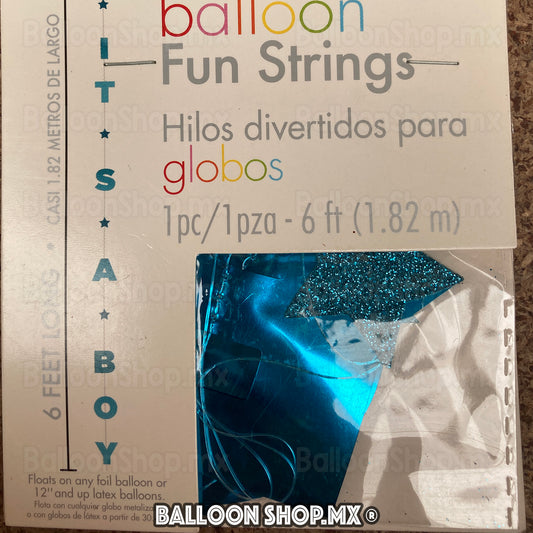 balloon
Fun Strings
Hilos divertidos para
globos
1pc/1pza - 6 ft (1.82 m)
6 FEET LONG * CASI 1.82 METROS DE LARGO
IT ★ S ★ A ★ BOY
Floats on any foil balloon or
12" and up latex balloons.
Flota con cualquier globo metaliza
o con globos de látex a partir de 30
BalloonShop.mx
BALLOON SHOP.MX ®